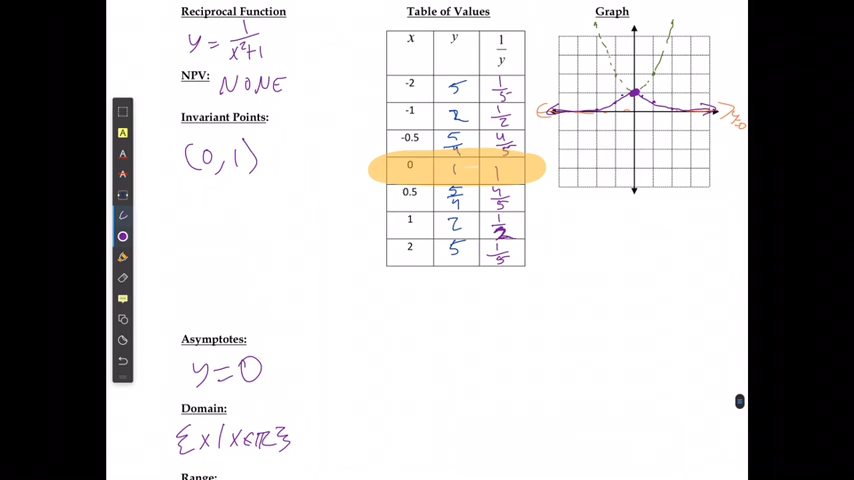 Reciprocal Function
y = 1/(x²+1)
NPV: NONE
Invariant Points:
(0, 1)
Asymptotes:
y = 0
Domain:
{x | x∈ℝ}
Range:
Table of Values
x y 1/y
-2 5 1/5
-1 2 1/2
-0.5 5/4 4/5
0 1 1
0.5 5/4 4/5
1 2 1/2
2 5 1/5
Graph
y=0
A
A
A